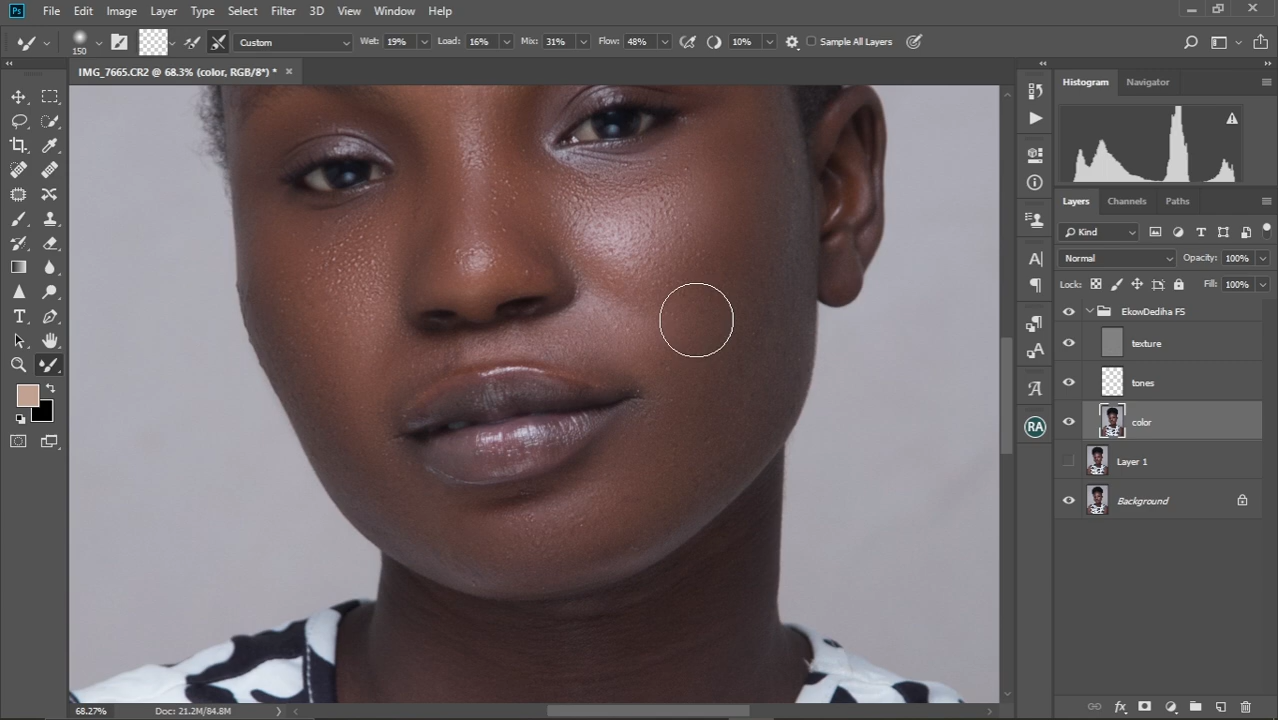 Ps File Edit Image Layer Type Select Filter 3D View Window Help
150 Custom Wet: 19% Load: 16% Mix: 31% Flow: 48% 10% Sample All Layers
IMG_7665.CR2 @ 68.3% (color, RGB/8*) *
Histogram Navigator
Layers Channels Paths
Kind
Normal Opacity: 100%
Lock: Fill: 100%
EkowDediha FS
texture
tones
color
Layer 1
Background
RA
68.27% Doc: 21.2M/84.8M